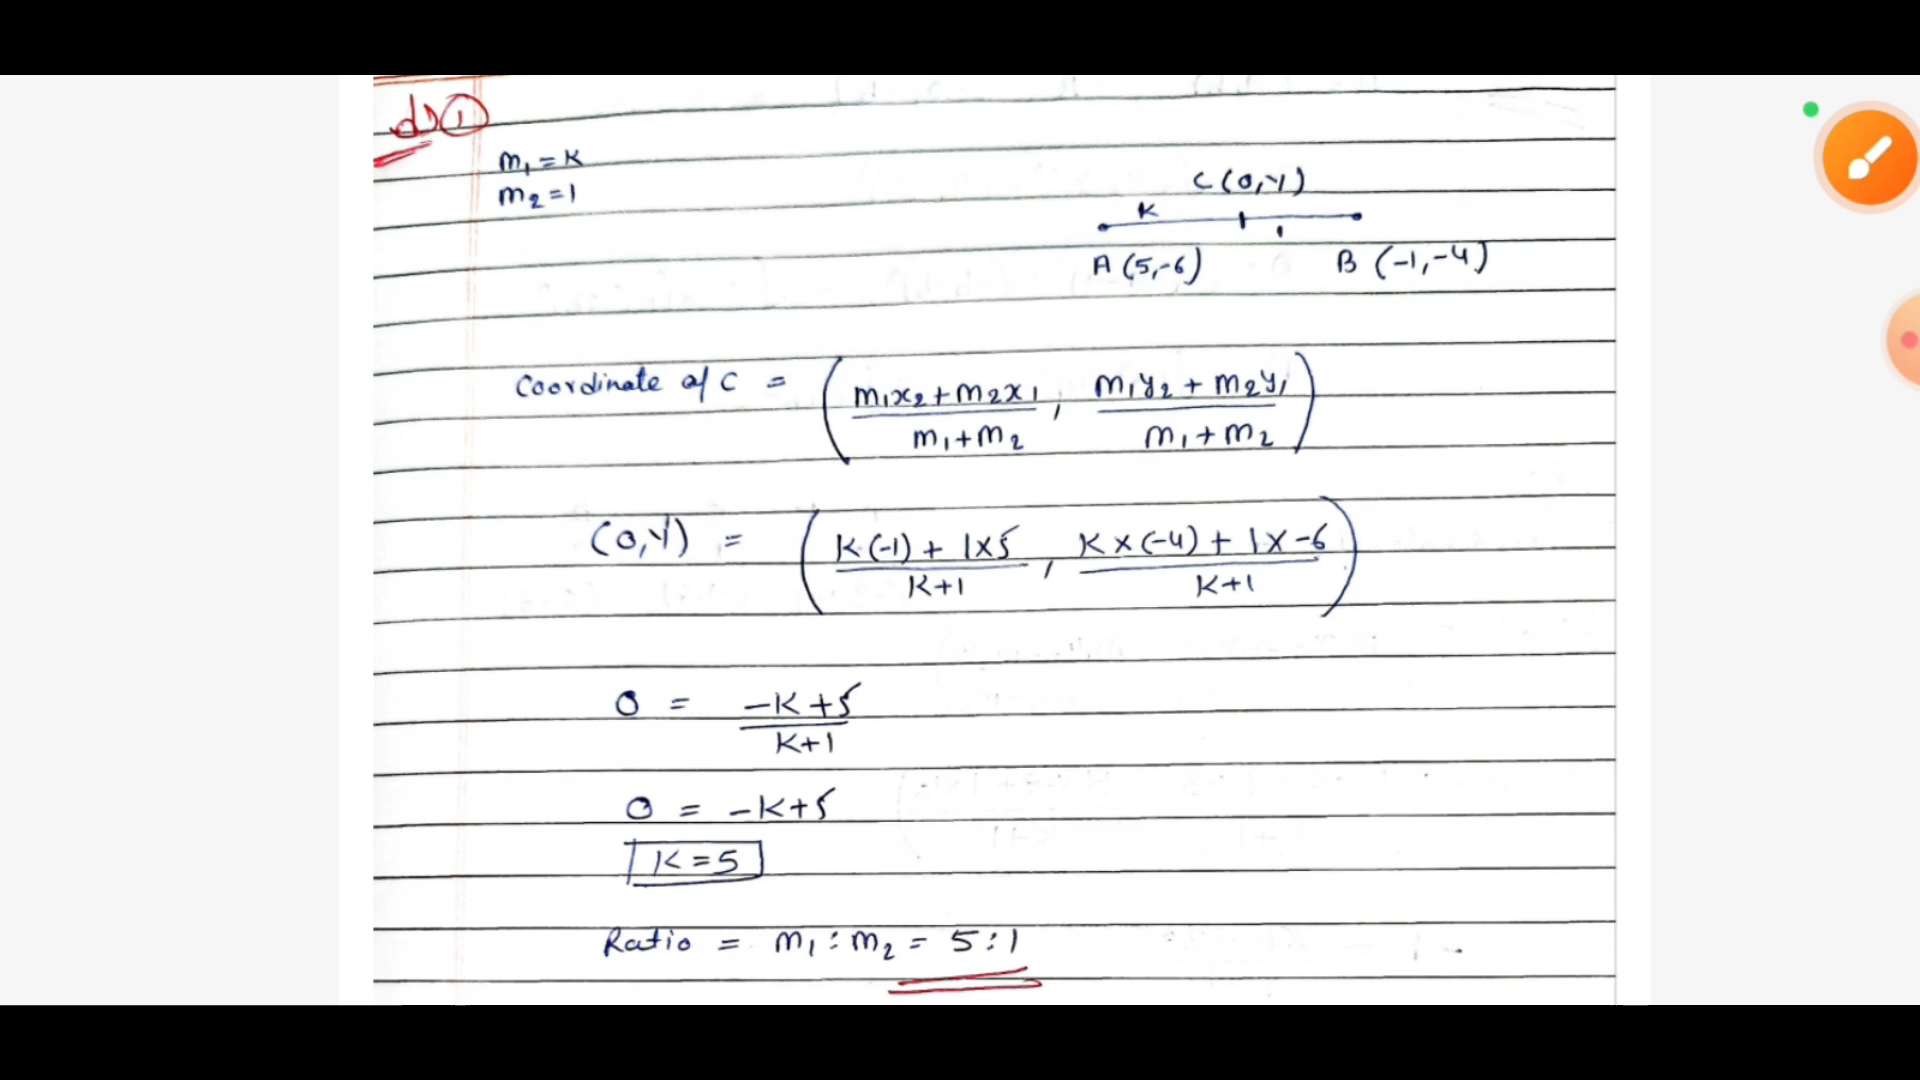 d) ①
m₁ = K
m₂ = 1
C (0, Y)
K
1
A (5, -6) B (-1, -4)
Coordinate of C = ( m₁x₂ + m₂x₁ / m₁ + m₂ , m₁y₂ + m₂y₁ / m₁ + m₂ )
(0, Y) = ( K(-1) + 1×5 / K+1 , K×(-4) + 1×-6 / K+1 )
0 = -K+5 / K+1
0 = -K+5
K = 5
Ratio = m₁ : m₂ = 5 : 1